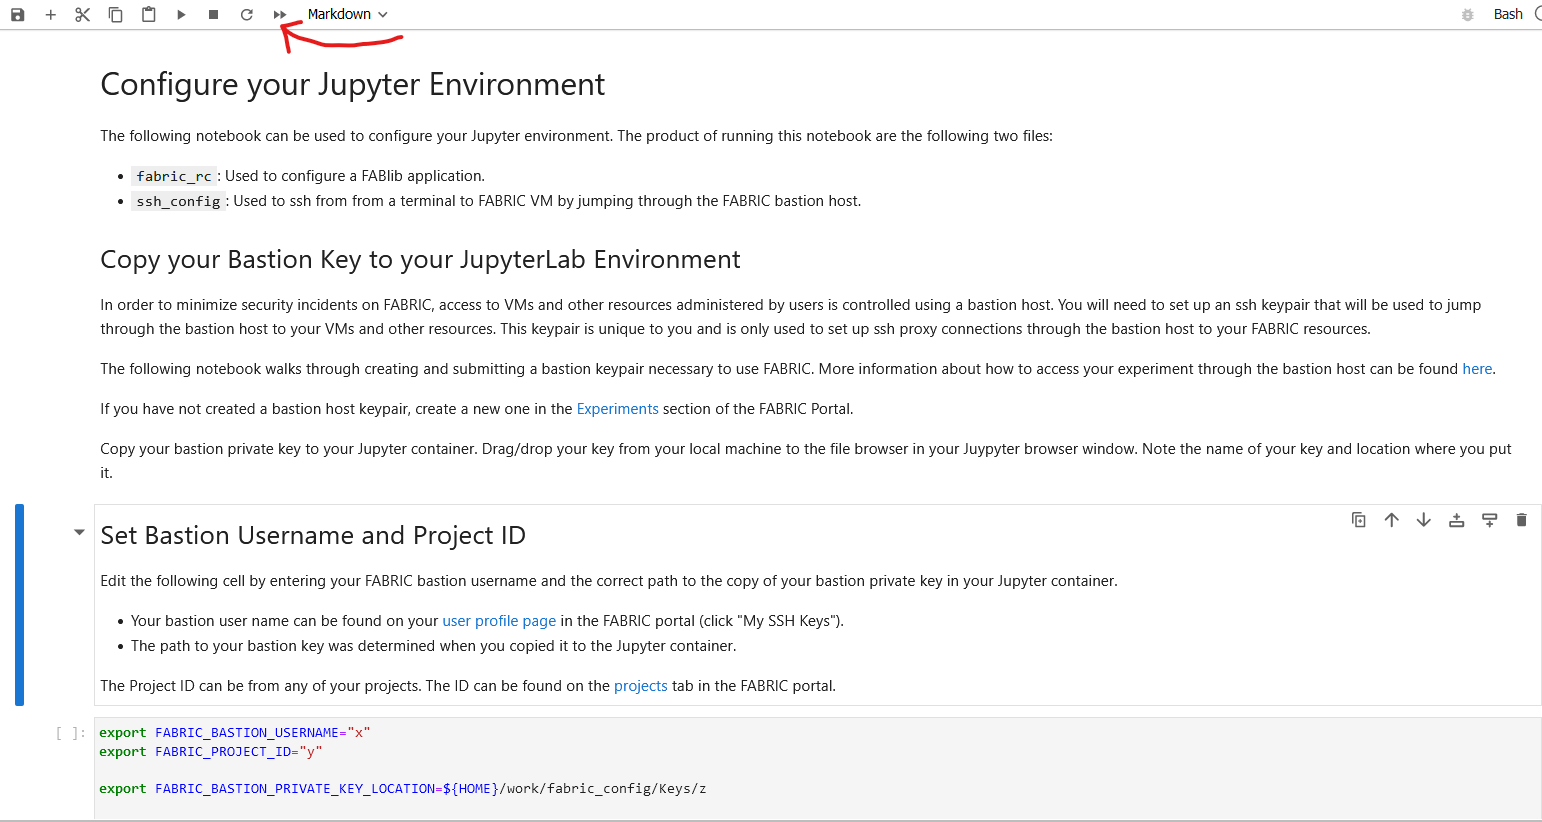 Markdown
Bash
Configure your Jupyter Environment
The following notebook can be used to configure your Jupyter environment. The product of running this notebook are the following two files:
• fabric_rc : Used to configure a FABlib application.
• ssh_config : Used to ssh from from a terminal to FABRIC VM by jumping through the FABRIC bastion host.
Copy your Bastion Key to your JupyterLab Environment
In order to minimize security incidents on FABRIC, access to VMs and other resources administered by users is controlled using a bastion host. You will need to set up an ssh keypair that will be used to jump
through the bastion host to your VMs and other resources. This keypair is unique to you and is only used to set up ssh proxy connections through the bastion host to your FABRIC resources.
The following notebook walks through creating and submitting a bastion keypair necessary to use FABRIC. More information about how to access your experiment through the bastion host can be found here.
If you have not created a bastion host keypair, create a new one in the Experiments section of the FABRIC Portal.
Copy your bastion private key to your Jupyter container. Drag/drop your key from your local machine to the file browser in your Juypyter browser window. Note the name of your key and location where you put
it.
Set Bastion Username and Project ID
Edit the following cell by entering your FABRIC bastion username and the correct path to the copy of your bastion private key in your Jupyter container.
• Your bastion user name can be found on your user profile page in the FABRIC portal (click "My SSH Keys").
• The path to your bastion key was determined when you copied it to the Jupyter container.
The Project ID can be from any of your projects. The ID can be found on the projects tab in the FABRIC portal.
[ ]: export FABRIC_BASTION_USERNAME="x"
export FABRIC_PROJECT_ID="y"
export FABRIC_BASTION_PRIVATE_KEY_LOCATION=${HOME}/work/fabric_config/Keys/z